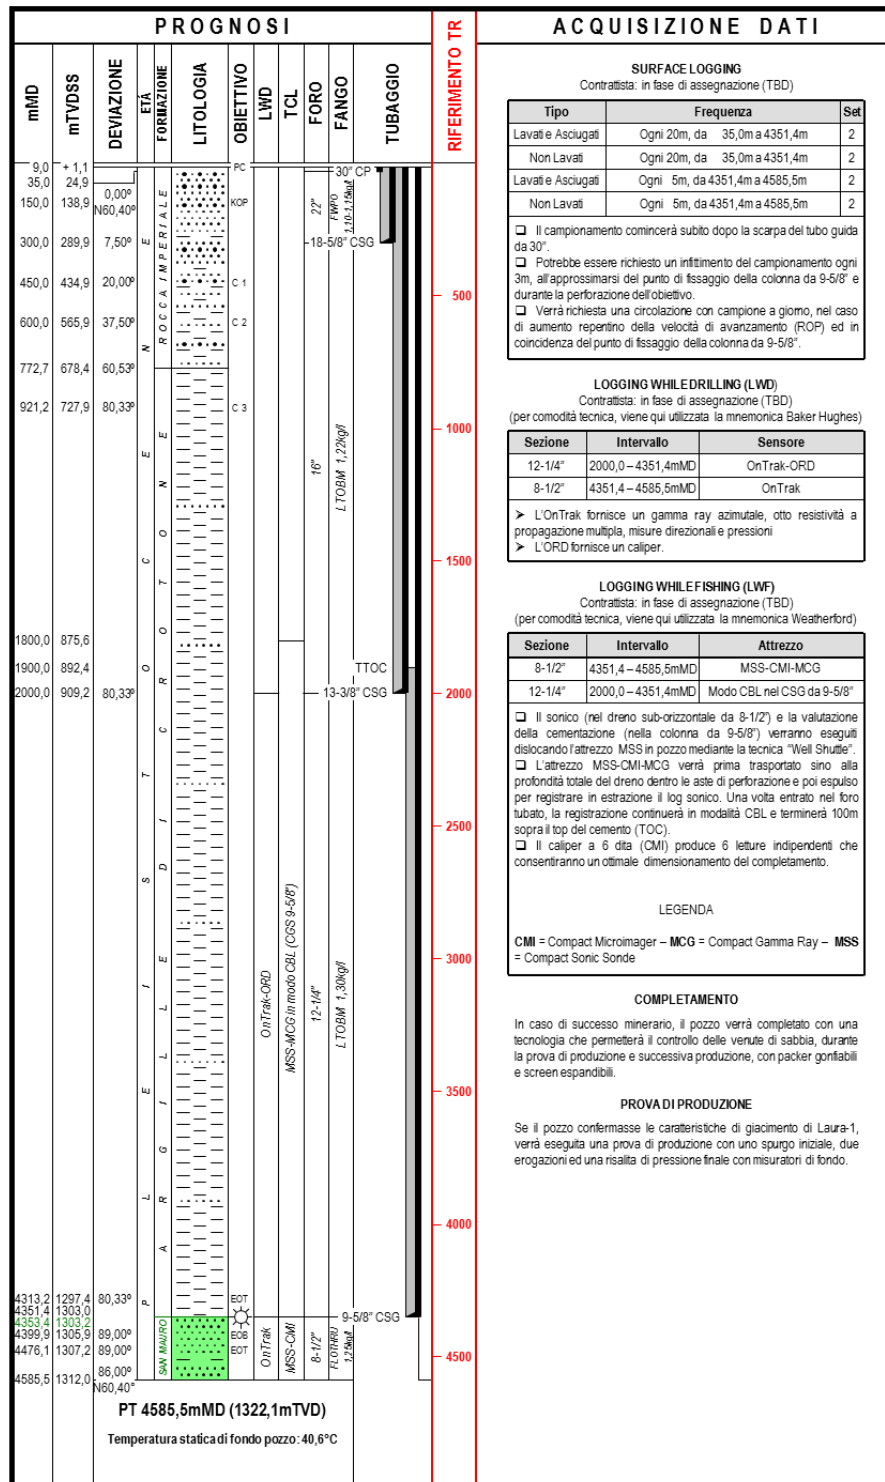 PROGNOSI
mMD
mTVDSS
DEVIAZIONE
ETÁ
FORMAZIONE
LITOLOGIA
OBIETTIVO
LWD
TCL
FORO
FANGO
TUBAGGIO
RIFERIMENTO TR
9,0 + 1,1 PC
30" CP
35,0 24,9
0,00º
150,0 138,9 N60,40º KOP
300,0 289,9 7,50º 18-5/8" CSG
450,0 434,9 20,00º C 1
500
600,0 565,9 37,50º C 2
772,7 678,4 60,53º
921,2 727,9 80,33º C 3
1000
1500
1800,0 875,6
1900,0 892,4 TTOC
2000,0 909,2 80,33º 13-3/8" CSG
2000
2500
3000
3500
4000
4313,2 1297,4 80,33º EOT
4351,4 1303,0 9-5/8" CSG
4353,4 1303,2
4399,9 1305,9 89,00º EOB
4476,1 1307,2 89,00º EOT
4500
86,00º
4585,5 1312,0 N60,40°
PLIESDITCROTONE
PLIOCENE
ROCCA IMPERIALE
ARGILLE DI CROTONE
SAN MAURO
22"
FWPO
1,10-1,15kg/l
16"
LTOBM 1,22kg/l
OnTrak-ORD
MSS-MCG in modo CBL (CGS 9-5/8")
12-1/4"
LTOBM 1,30kg/l
OnTrak
MSS-CMI
8-1/2"
FLOTHRU
1,25kg/l
PT 4585,5mMD (1322,1mTVD)
Temperatura statica di fondo pozzo: 40,6°C
ACQUISIZIONE DATI
SURFACE LOGGING
Contrattista: in fase di assegnazione (TBD)
Tipo Frequenza Set
Lavati e Asciugati Ogni 20m, da 35,0m a 4351,4m 2
Non Lavati Ogni 20m, da 35,0m a 4351,4m 2
Lavati e Asciugati Ogni 5m, da 4351,4m a 4585,5m 2
Non Lavati Ogni 5m, da 4351,4m a 4585,5m 2
❑ Il campionamento comincerà subito dopo la scarpa del tubo guida
da 30".
❑ Potrebbe essere richiesto un infittimento del campionamento ogni
3m, all'approssimarsi del punto di fissaggio della colonna da 9-5/8" e
durante la perforazione dell'obiettivo.
❑ Verrà richiesta una circolazione con campione a giorno, nel caso
di aumento repentino della velocità di avanzamento (ROP) ed in
coincidenza del punto di fissaggio della colonna da 9-5/8".
LOGGING WHILE DRILLING (LWD)
Contrattista: in fase di assegnazione (TBD)
(per comodità tecnica, viene qui utilizzata la mnemonica Baker Hughes)
Sezione Intervallo Sensore
12-1/4" 2000,0 – 4351,4mMD OnTrak-ORD
8-1/2" 4351,4 – 4585,5mMD OnTrak
➢ L'OnTrak fornisce un gamma ray azimutale, otto resistività a
propagazione multipla, misure direzionali e pressioni
➢ L'ORD fornisce un caliper.
LOGGING WHILE FISHING (LWF)
Contrattista: in fase di assegnazione (TBD)
(per comodità tecnica, viene qui utilizzata la mnemonica Weatherford)
Sezione Intervallo Attrezzo
8-1/2" 4351,4 – 4585,5mMD MSS-CMI-MCG
12-1/4" 2000,0 – 4351,4mMD Modo CBL nel CSG da 9-5/8"
❑ Il sonico (nel dreno sub-orizzontale da 8-1/2") e la valutazione
della cementazione (nella colonna da 9-5/8") verranno eseguiti
dislocando l'attrezzo MSS in pozzo mediante la tecnica "Well Shuttle".
❑ L'attrezzo MSS-CMI-MCG verrà prima trasportato sino alla
profondità totale del dreno dentro le aste di perforazione e poi espulso
per registrare in estrazione il log sonico. Una volta entrato nel foro
tubato, la registrazione continuerà in modalità CBL e terminerà 100m
sopra il top del cemento (TOC).
❑ Il caliper a 6 dita (CMI) produce 6 letture indipendenti che
consentiranno un ottimale dimensionamento del completamento.
LEGENDA
CMI = Compact Microimager – MCG = Compact Gamma Ray – MSS
= Compact Sonic Sonde
COMPLETAMENTO
In caso di successo minerario, il pozzo verrà completato con una
tecnologia che permetterà il controllo delle venute di sabbia, durante
la prova di produzione e successiva produzione, con packer gonfiabili
e screen espandibili.
PROVA DI PRODUZIONE
Se il pozzo confermasse le caratteristiche di giacimento di Laura-1,
verrà eseguita una prova di produzione con uno spurgo iniziale, due
erogazioni ed una risalita di pressione finale con misuratori di fondo.